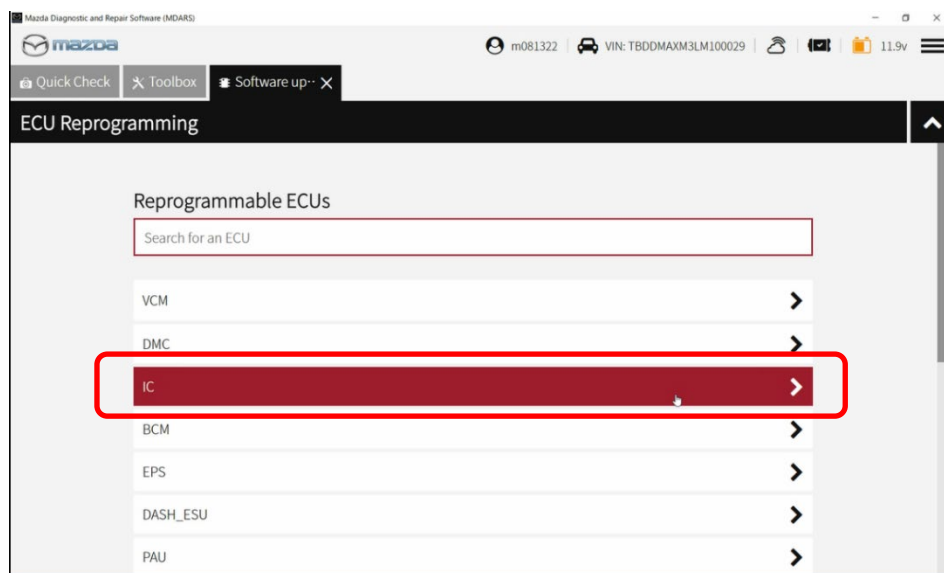 Mazda Diagnostic and Repair Software (MDARS)
mazda m081322 VIN: TBDDMAXM3LM100029 11.9v
Quick Check Toolbox Software up·· X
ECU Reprogramming
Reprogrammable ECUs
Search for an ECU
VCM
DMC
IC
BCM
EPS
DASH_ESU
PAU